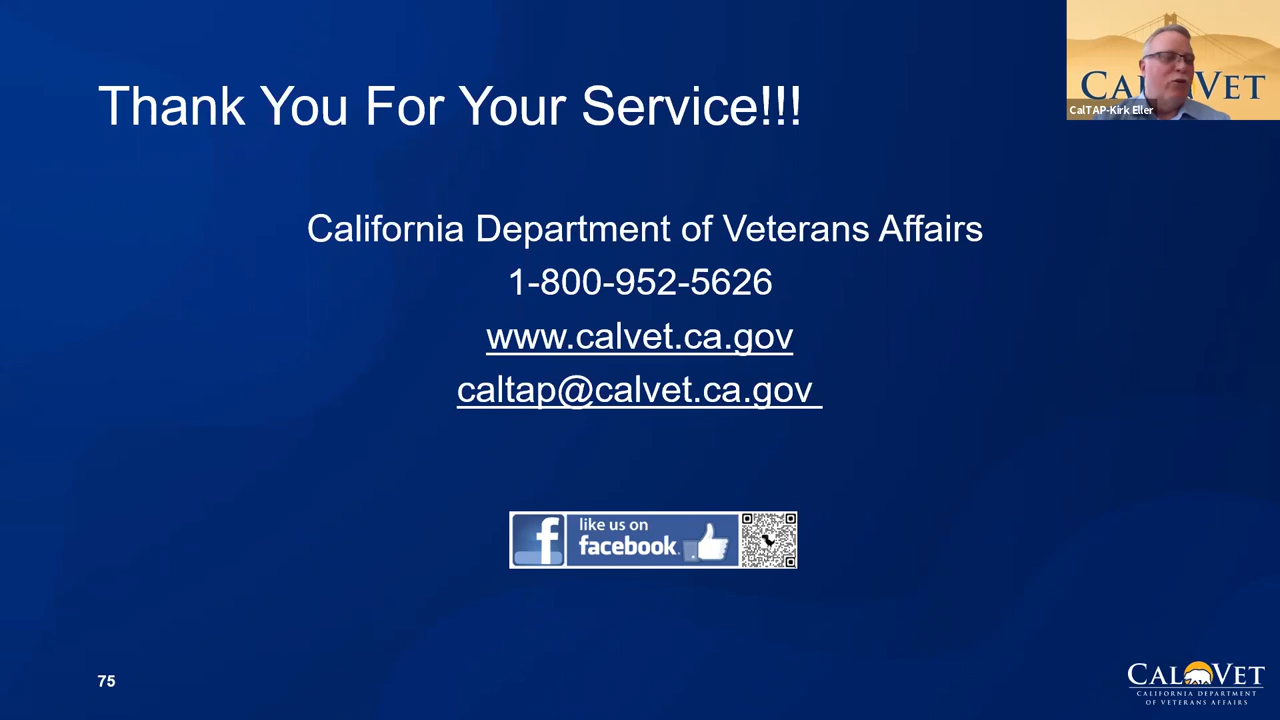 CALVET
CalTAP-Kirk Eller
Thank You For Your Service!!!
California Department of Veterans Affairs
1-800-952-5626
www.calvet.ca.gov
caltap@calvet.ca.gov
like us on
facebook.
75
CALVET
CALIFORNIA DEPARTMENT
OF VETERANS AFFAIRS